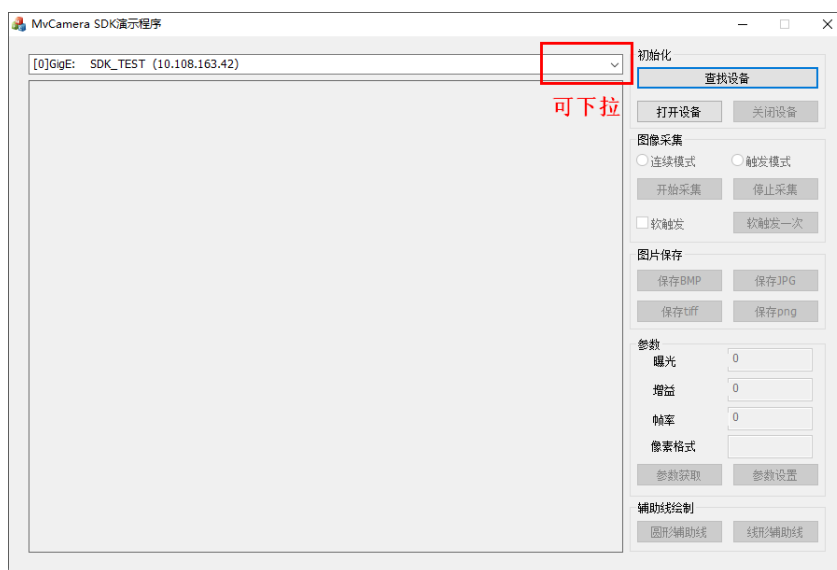 MvCamera SDK演示程序
[0]GigE: SDK_TEST (10.108.163.42)
可下拉
初始化
查找设备
打开设备 关闭设备
图像采集
连续模式 触发模式
开始采集 停止采集
软触发 软触发一次
图片保存
保存BMP 保存JPG
保存tiff 保存png
参数
曝光 0
增益 0
帧率 0
像素格式
参数获取 参数设置
辅助线绘制
圆形辅助线 线形辅助线